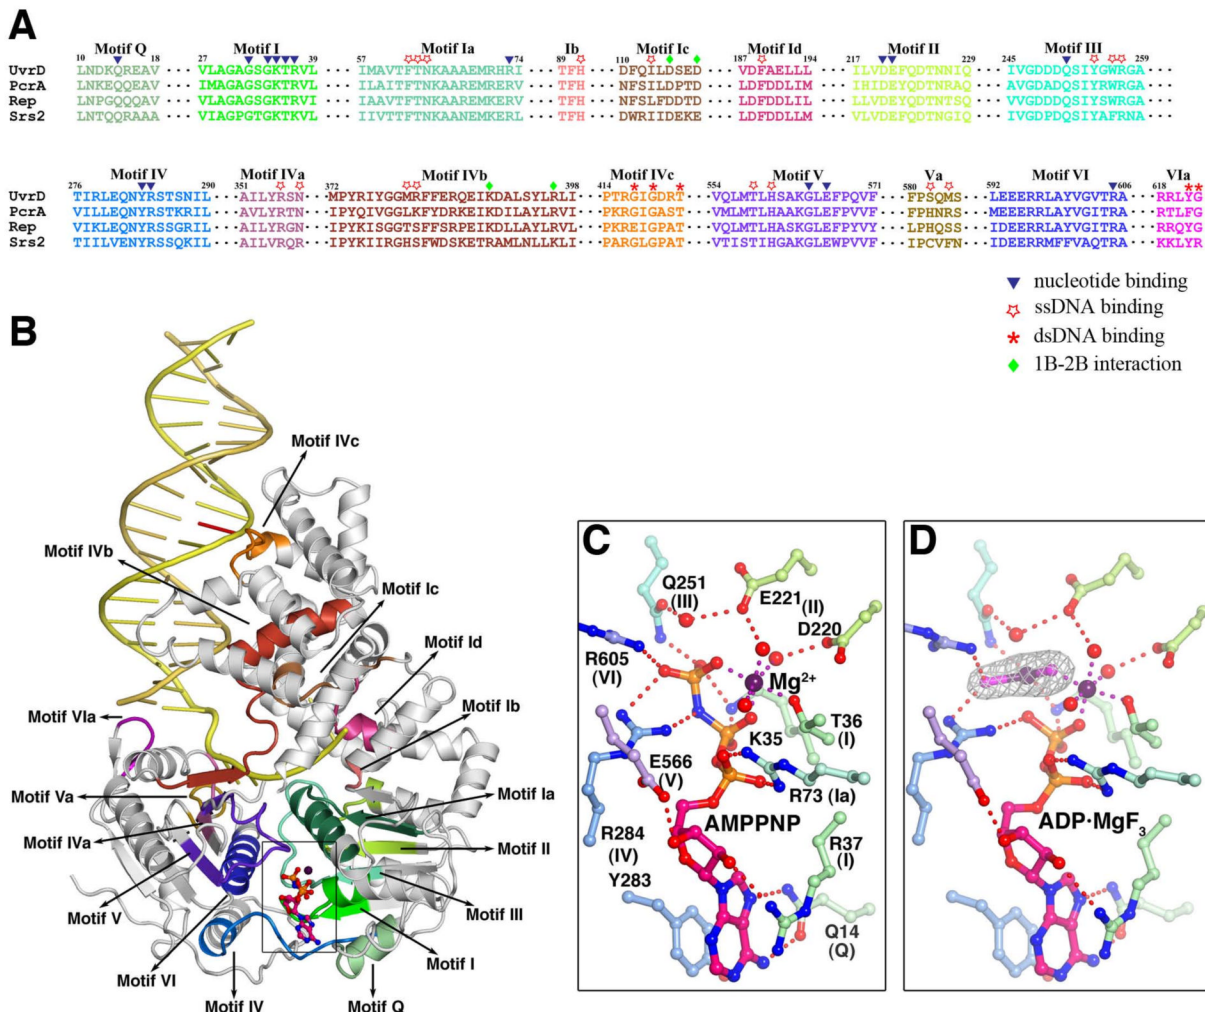 A
Motif Q Motif I Motif Ia Ib Motif Ic Motif Id Motif II Motif III
10 18 27 39 57 74 89 110 187 194 217 229 245 259
UvrD LNDKQREAV ···· VLAGAGSGKTRVL ···· IMAVTFTNKAAAEMRHRI ···· TFH ···· DFQILDSED ···· VDFAELLL ··· LVDEFQDTNNIQ ···· IVGDDDQSIYGWRGA ···
PcrA LNKEQQEAV ···· IMAGAGSGKTRVL ···· ILAITFTNKAAREMRERV ···· TFH ···· NFSILDPTD ···· LDFDDLIM ··· IHIDEYQDTNRAQ ···· AVGDADQSIYRWRGA ···
Rep LNPGQQQAV ···· VLAGAGSGKTRVI ···· IAAVTFTNKAAREMKERV ···· TFH ···· NFSLFDDTD ···· LDFDDLIL ··· LVDEYQDTNTSQ ···· VVGDDDQSIYSWRGA ···
Srs2 LNTQQRAAV ···· VIAGPGTGKTKVL ···· IIVTTFTNKAANEMKERL ···· TFH ···· DWRIIDEKE ···· LDFDDLLM ··· LVDEFQDTNGIQ ···· IVGDPDQSIYAFRNA ···
Motif IV Motif IVa Motif IVb Motif IVc Motif V Va Motif VI VIa
276 290 351 372 398 414 554 571 580 592 606 618
UvrD TIRLEQNYRSTSNIL ··· AILYRSN ··· MPYRIYGGMRFFERQEIKDALSYLRLI ··· PTRGIGDRT ··· VQLMTLHSAKGLEFPQVF ··· FPSQMS ··· LEEERRLAYVGVTRA ··· RRLYG
PcrA VILLEQNYRSTKRIL ··· AVLYRTN ··· IPYQIVGGLKFYDRKEIKDILAYLRVI ··· PKRGIGAST ··· VMLMTLHAAKGLEFPVVF ··· FPHNRS ··· MEEERRLAYVGITRA ··· RTLFG
Rep VIKLEQNYRSSGRIL ··· AILYRGN ··· IPYKISGGTSFFSRPEIKDLLAYLRVL ··· PKREIGPAT ··· VQLMTLHASKGLEFPYVF ··· LPHQSS ··· IDEERRLAYVGITRA ··· RRQYG
Srs2 TIILVENYRSSQKIL ··· AILVRQR ··· IPYKIIRGHSFWDSKETRAMLNLLKLI ··· PARGLGPAT ··· VTISTIHGAKGLEWPVVF ··· IPCVFN ··· IDEERRMFFVAQTRA ··· KKLYR
nucleotide binding
ssDNA binding
dsDNA binding
1B-2B interaction
B
Motif IVc
Motif IVb
Motif Ic
Motif Id
Motif VIa
Motif Ib
Motif Va
Motif Ia
Motif IVa
Motif II
Motif V
Motif III
Motif VI
Motif I
Motif IV
Motif Q
C
Q251
(III)
E221 (II)
D220
R605
(VI)
Mg2+
T36
(I)
K35
E566
(V)
R73 (Ia)
AMPPNP
R284
(IV)
R37
(I)
Y283
Q14
(Q)
D
ADP·MgF3